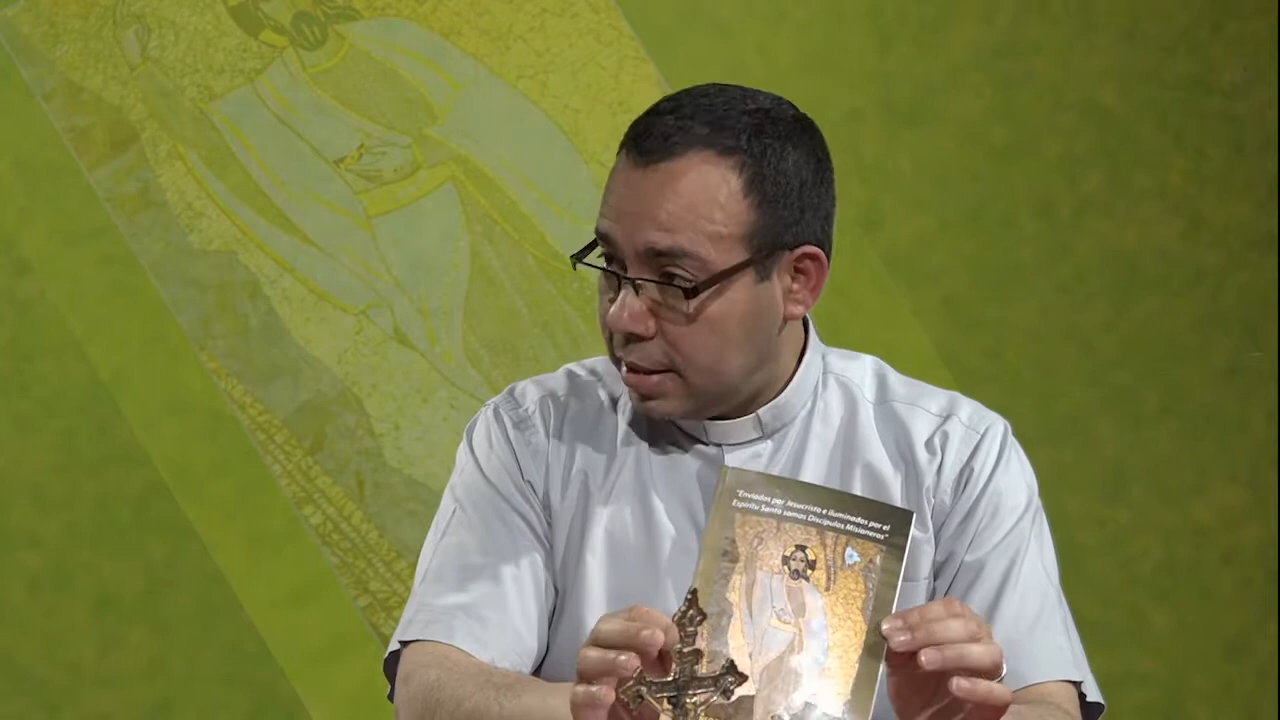 "Enviados por Jesucristo e iluminados por el
Espíritu Santo somos Discípulos Misioneros"